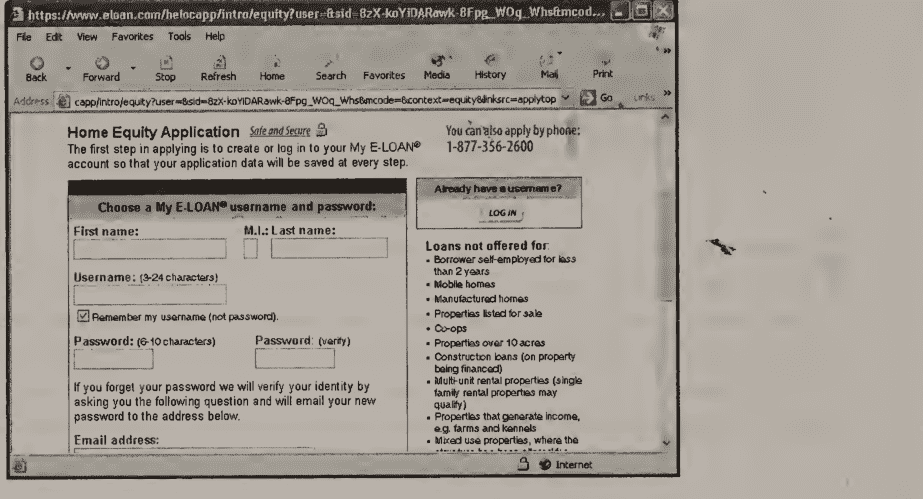 https://www.eloan.com/helocapp/intro/equity?user=&sid=8zX-koYiDARawk-8Fpg_WOq_Whs&mcod...
File Edit View Favorites Tools Help
Back Forward Stop Refresh Home Search Favorites Media History Mail Print
Address capp/intro/equity?user=&sid=8zX-koYiDARawk-8Fpg_WOq_Whs&mcode=&context=equity&linksrc=applytop Go Links
Home Equity Application Safe and Secure
The first step in applying is to create or log in to your My E-LOAN®
account so that your application data will be saved at every step.
You can also apply by phone:
1-877-356-2600
Choose a My E-LOAN® username and password:
First name: M.I.: Last name:
Username: (3-24 characters)
Remember my username (not password).
Password: (6-10 characters) Password: (verify)
If you forget your password we will verify your identity by
asking you the following question and will email your new
password to the address below.
Email address:
Already have a username?
LOG IN
Loans not offered for:
• Borrower self-employed for less
than 2 years
• Mobile homes
• Manufactured homes
• Properties listed for sale
• Co-ops
• Properties over 10 acres
• Construction loans (on property
being financed)
• Multi-unit rental properties (single
family rental properties may
qualify)
• Properties that generate income,
e.g. farms and kennels
• Mixed use properties, where the
Internet